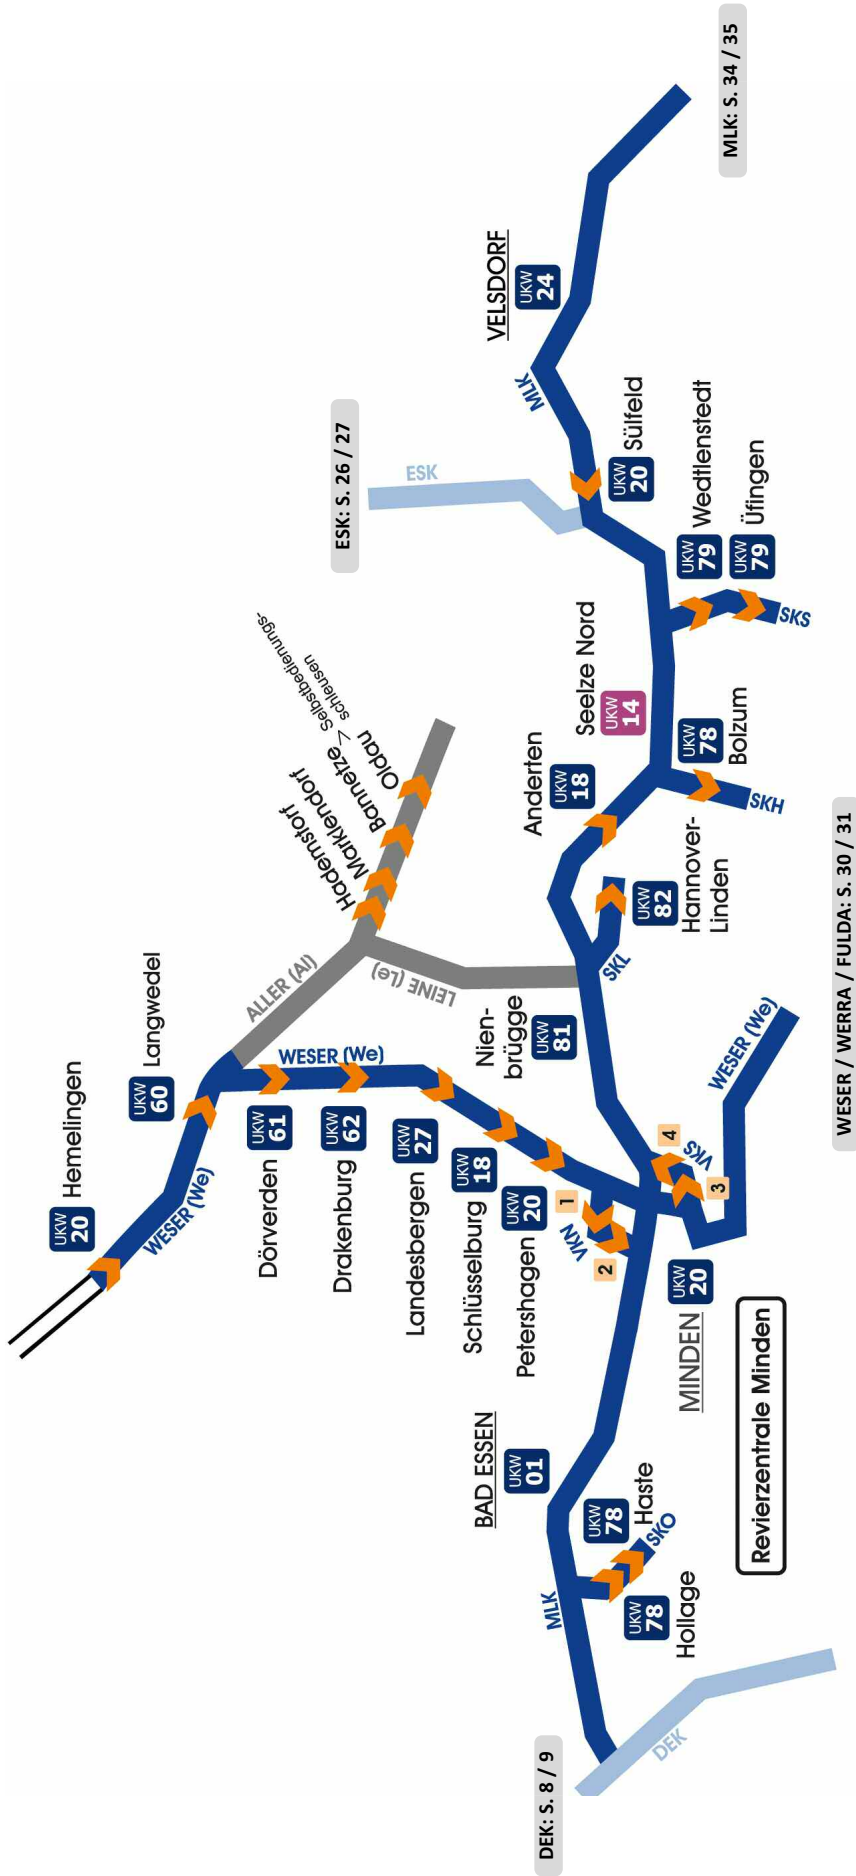 Hemelingen
UKW
20
Langwedel
UKW
60
WESER (We)
ALLER (Al)
Hademstorf
Marklendorf
Bannetze
Oldau
> Selbstbedienungs-
schleusen
ESK: S. 26 / 27
ESK
WESER (We)
LEINE (Le)
Dörverden
UKW
61
Drakenburg
UKW
62
Landesbergen
UKW
27
Schlüsselburg
UKW
18
Petershagen
UKW
20
Nien-
brügge
UKW
81
Anderten
UKW
18
Seelze Nord
UKW
14
MLK
VELSDORF
UKW
24
MLK: S. 34 / 35
UKW
20
Sülfeld
UKW
79
Wedtlenstedt
UKW
79
Üfingen
SKS
UKW
78
Bolzum
SKH
SKL
UKW
82
Hannover-
Linden
DEK: S. 8 / 9
DEK
MLK
BAD ESSEN
UKW
01
UKW
78
Haste
SKO
UKW
78
Hollage
1
VKN
2
4
VKS
3
WESER (We)
UKW
20
MINDEN
Revierzentrale Minden
WESER / WERRA / FULDA: S. 30 / 31